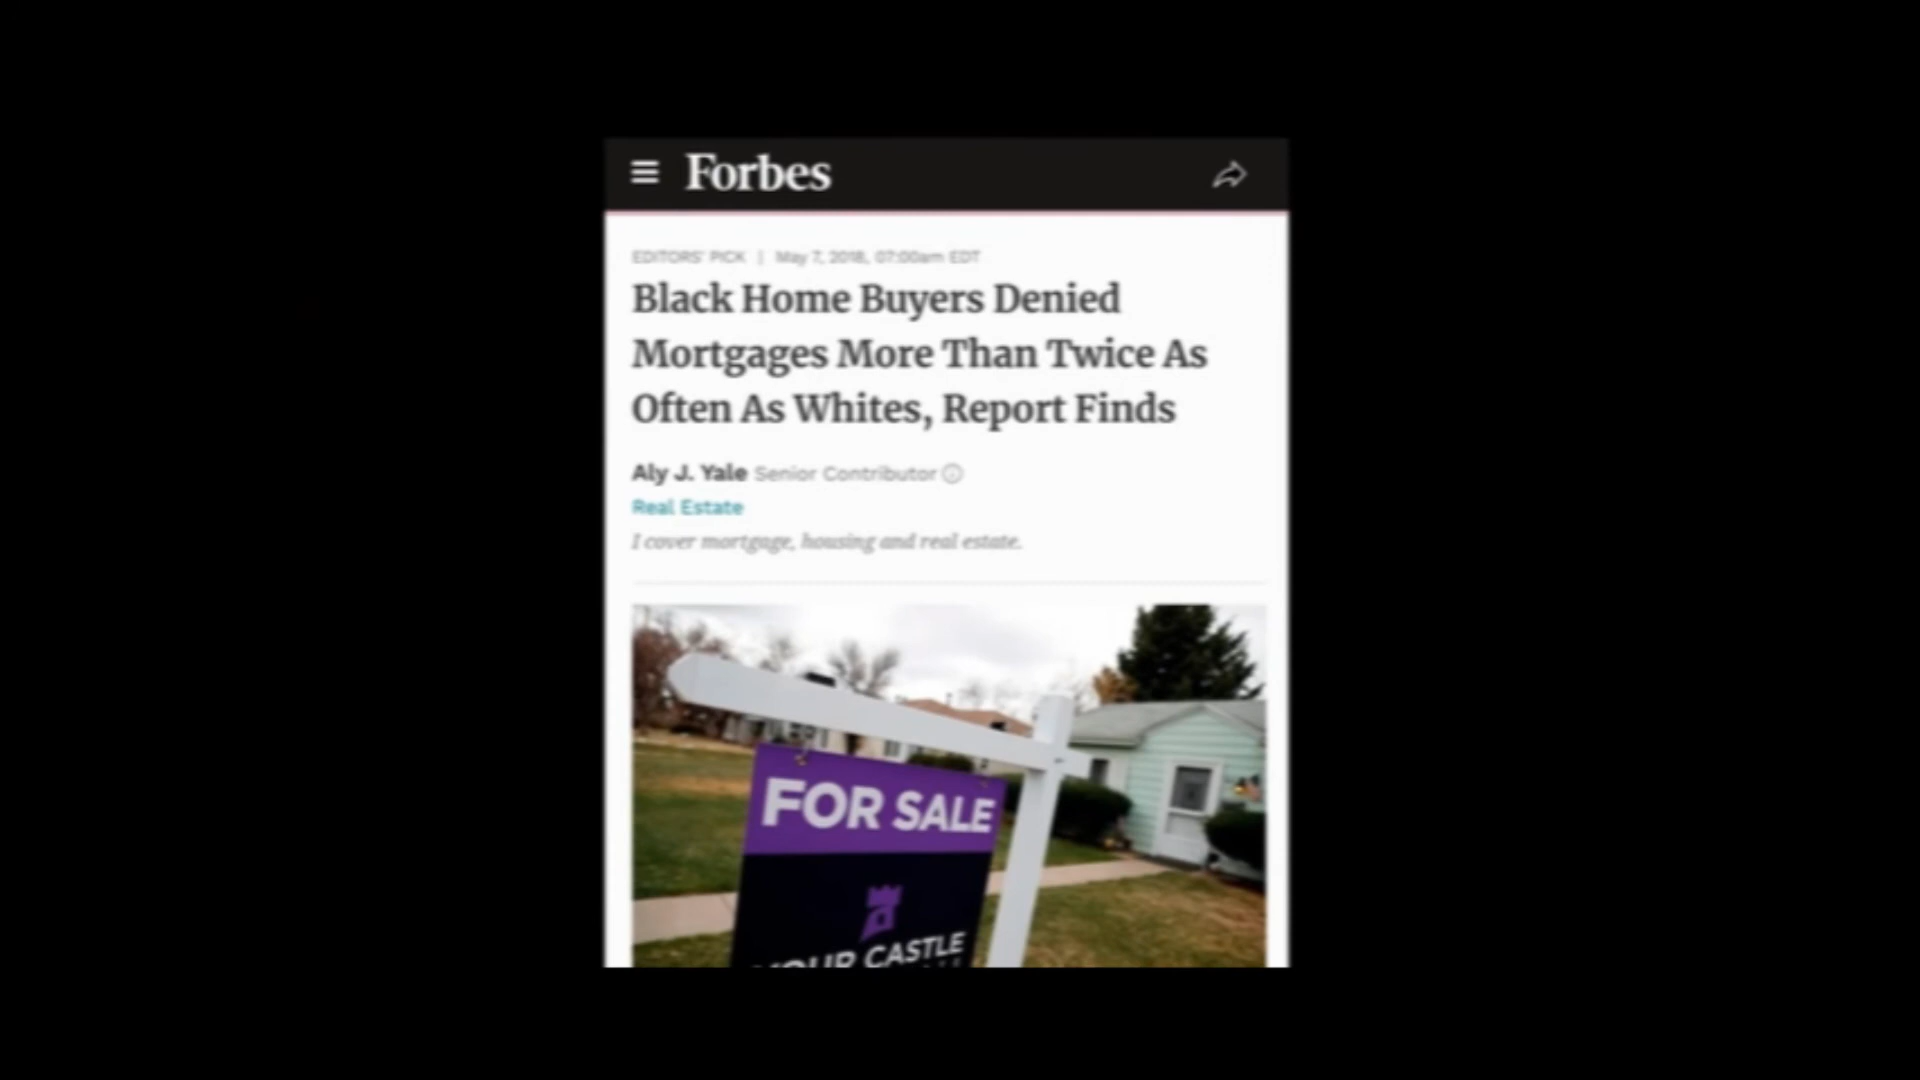 Forbes
EDITORS' PICK | May 7, 2018, 07:00am EDT
Black Home Buyers Denied
Mortgages More Than Twice As
Often As Whites, Report Finds
Aly J. Yale Senior Contributor
Real Estate
I cover mortgage, housing and real estate.
FOR SALE
YOUR CASTLE